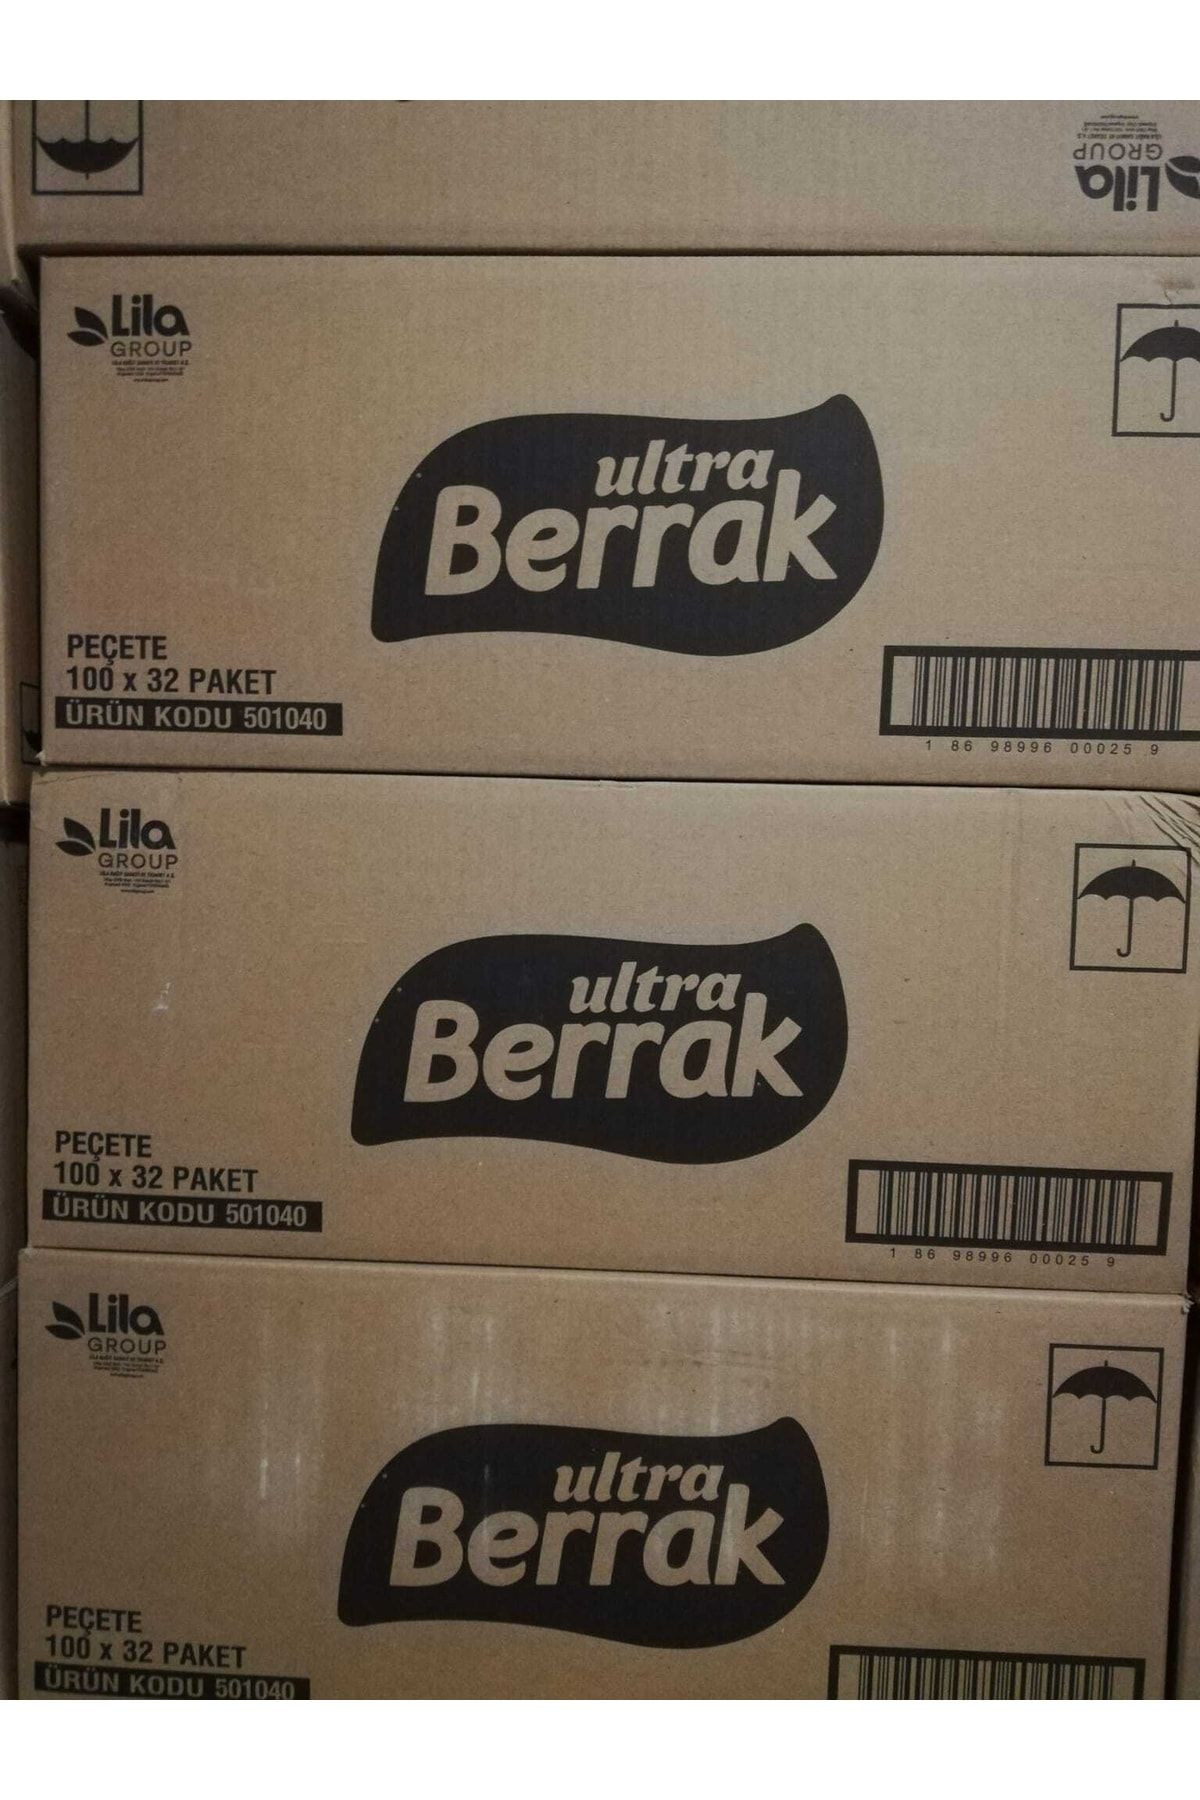 Lila
GROUP
Lila
GROUP
ultra
Berrak
PEÇETE
100 x 32 PAKET
ÜRÜN KODU 501040
1 86 98996 00025 9
Lila
GROUP
ultra
Berrak
PEÇETE
100 x 32 PAKET
ÜRÜN KODU 501040
1 86 98996 00025 9
Lila
GROUP
ultra
Berrak
PEÇETE
100 x 32 PAKET
ÜRÜN KODU 501040